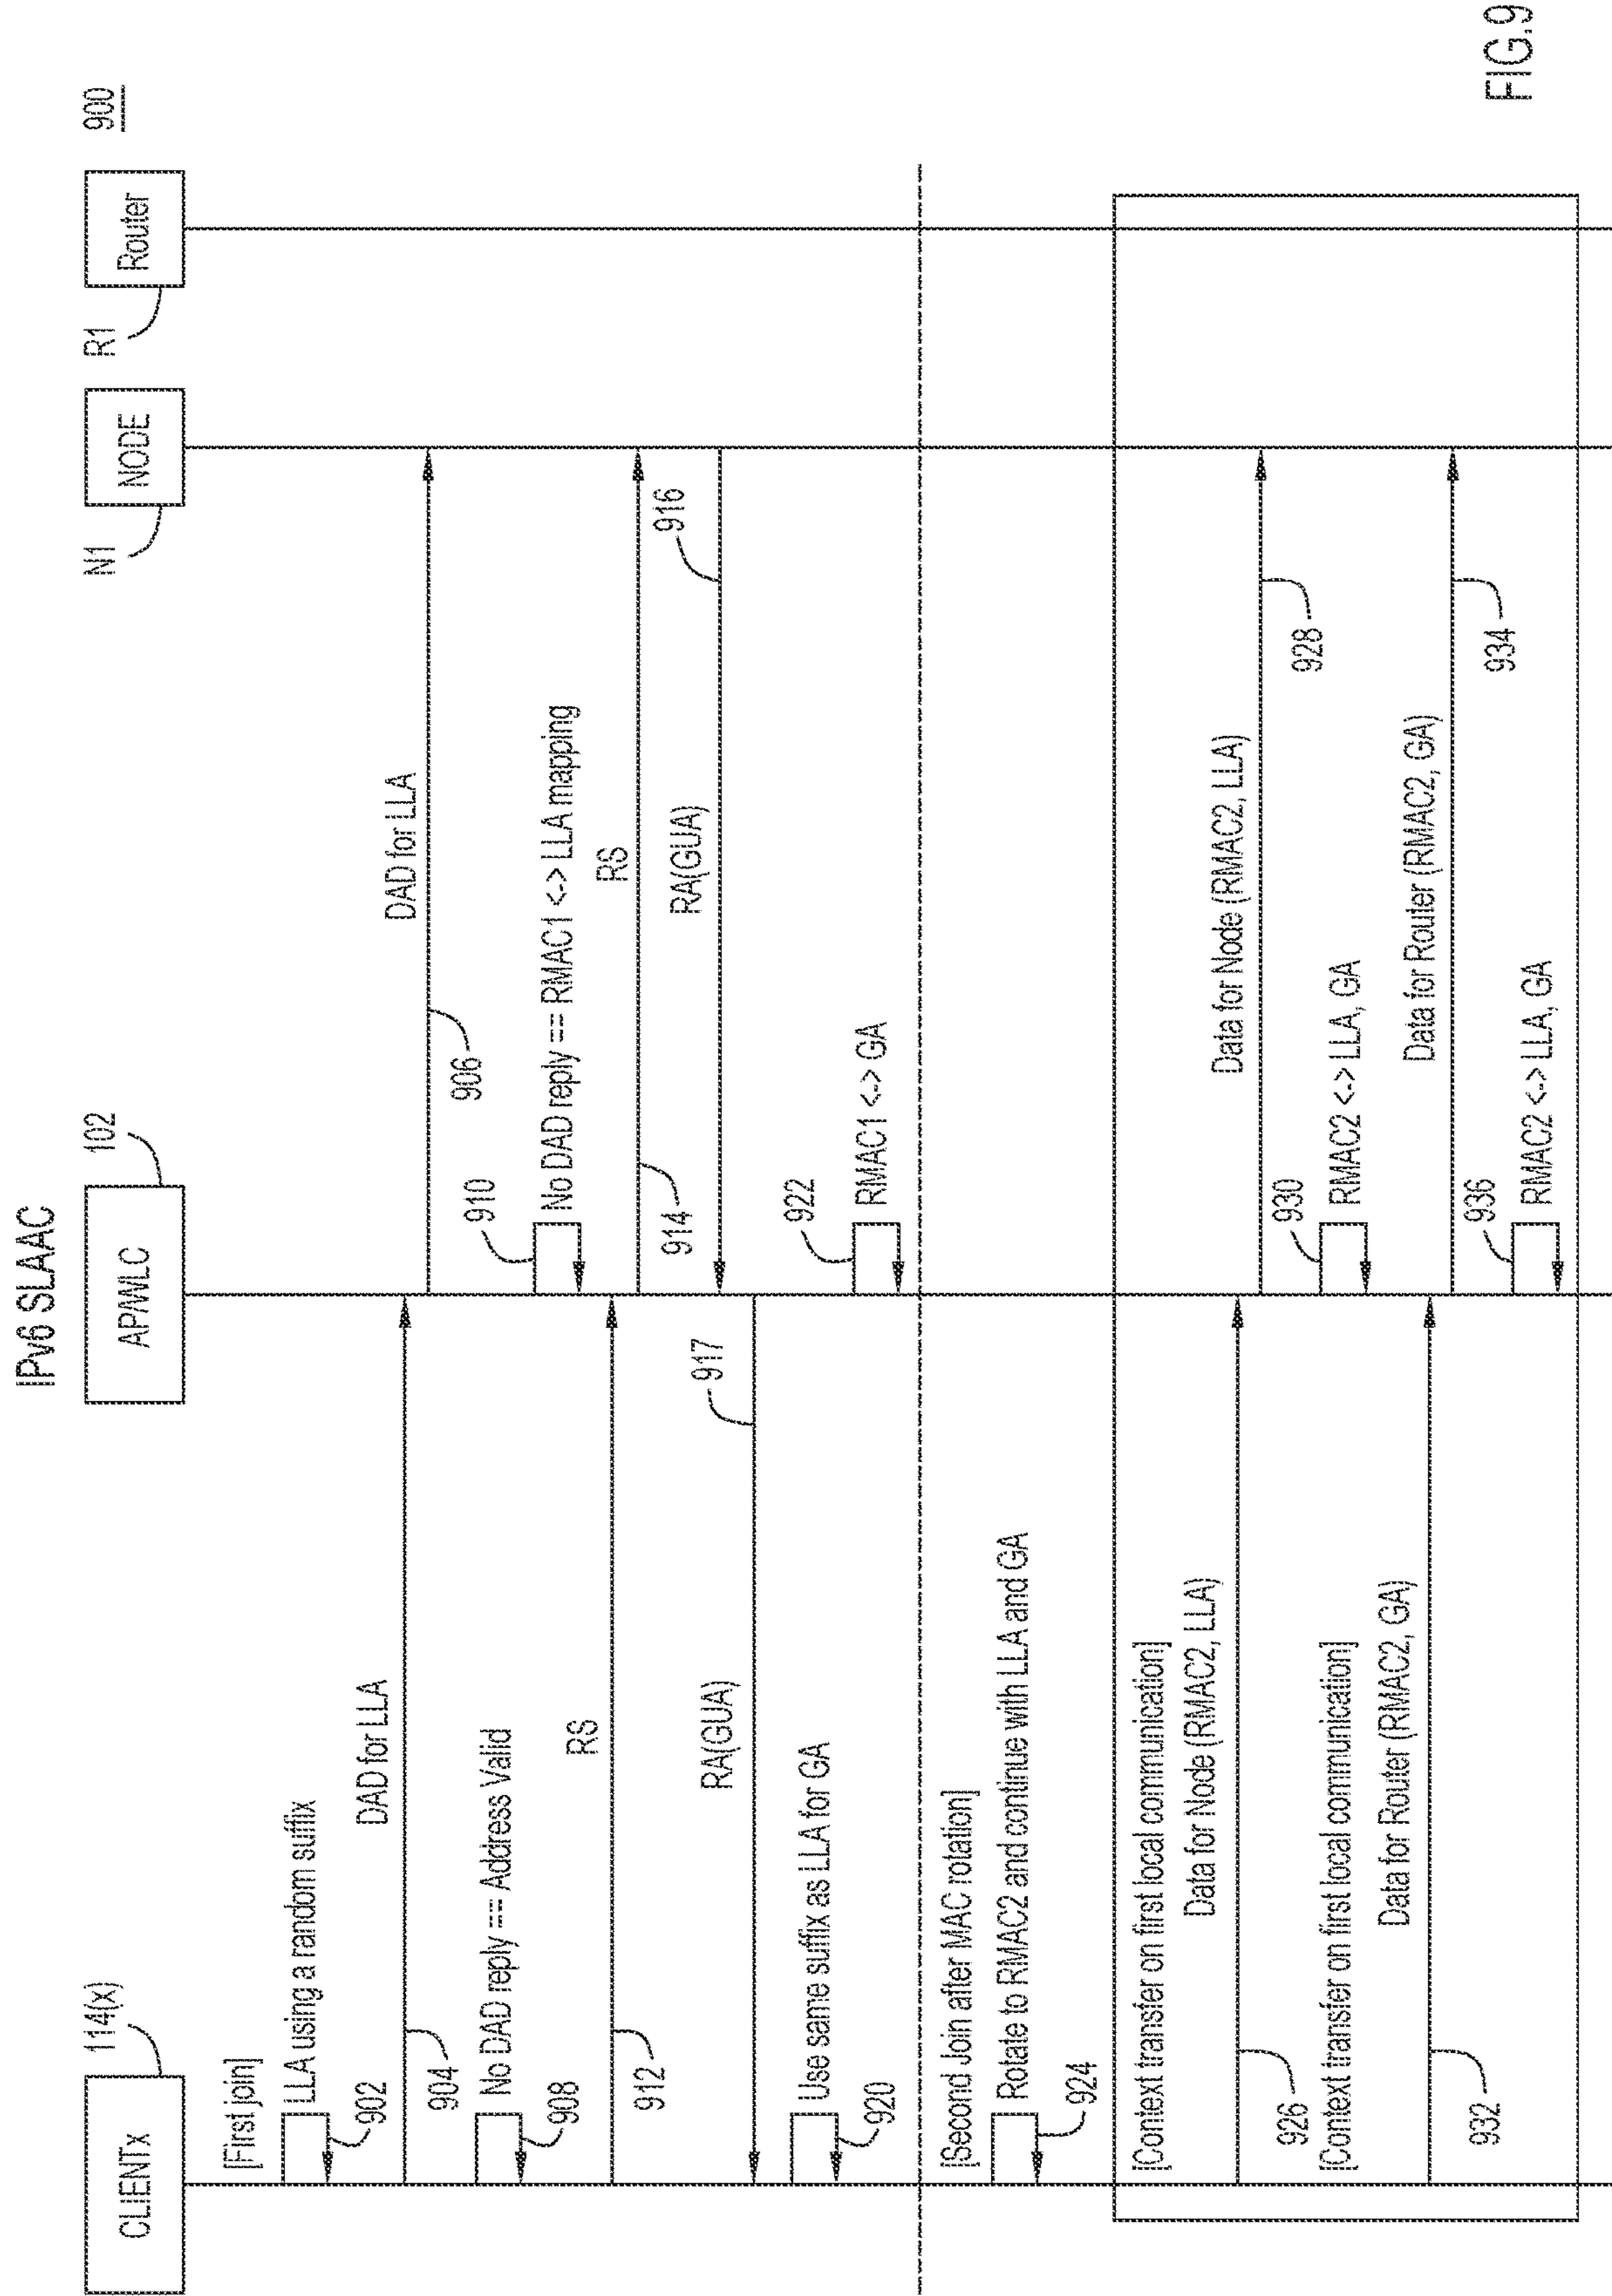 IPv6 SLAAC
900
CLIENTx
114(x)
AP/WLC
102
NODE
N1
Router
R1
[First join]
LLA using a random suffix
902
DAD for LLA
904
DAD for LLA
906
No DAD reply == Address Valid
908
910
No DAD reply == RMAC1 <-> LLA mapping
RS
912
RS
914
RA(GUA)
916
RA(GUA)
917
Use same suffix as LLA for GA
920
922
RMAC1 <-> GA
[Second Join after MAC rotation]
Rotate to RMAC2 and continue with LLA and GA
924
[Context transfer on first local communication]
Data for Node (RMAC2, LLA)
926
Data for Node (RMAC2, LLA)
928
930
RMAC2 <-> LLA, GA
[Context transfer on first local communication]
Data for Router (RMAC2, GA)
932
Data for Router (RMAC2, GA)
934
936
RMAC2 <-> LLA, GA
FIG.9